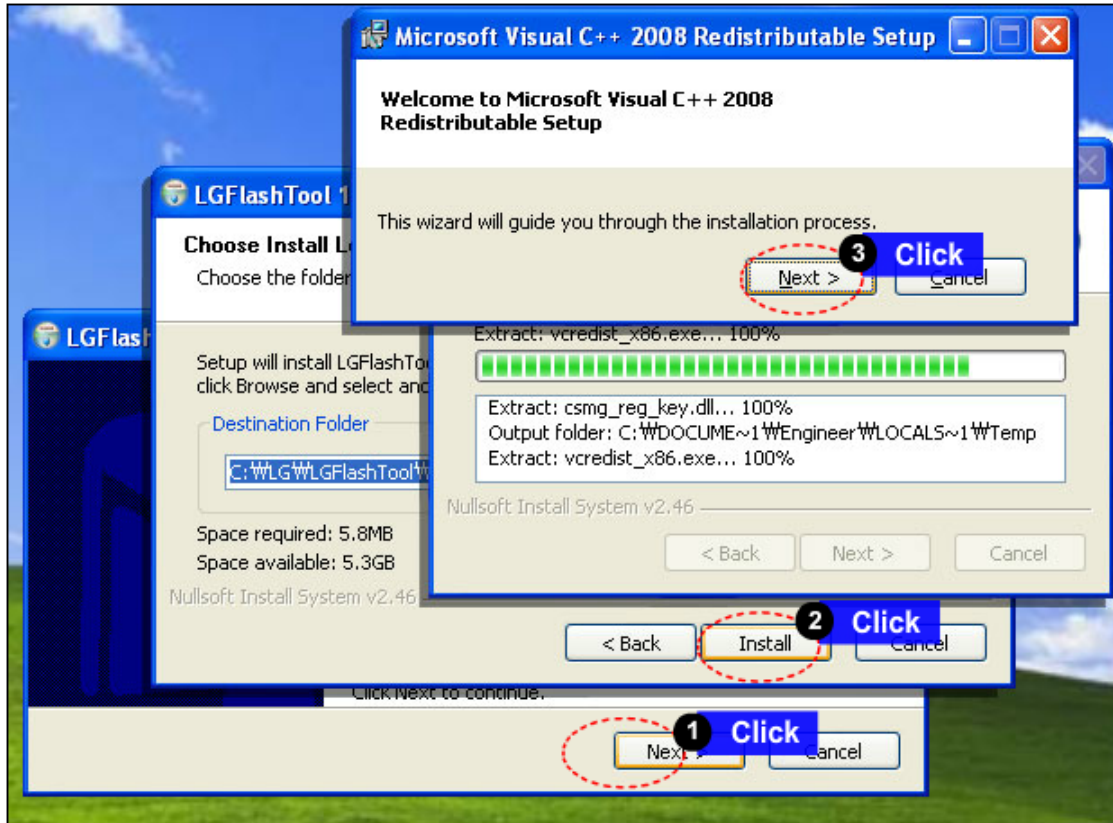 Microsoft Visual C++ 2008 Redistributable Setup
Welcome to Microsoft Visual C++ 2008
Redistributable Setup
This wizard will guide you through the installation process.
3 Click
Next >
Cancel
LGFlashTool 1
Choose Install L
Choose the folder
Setup will install LGFlashToo
click Browse and select and
Destination Folder
C:₩LG₩LGFlashTool₩
Space required: 5.8MB
Space available: 5.3GB
Nullsoft Install System v2.46
Extract: vcredist_x86.exe... 100%
Extract: csmg_reg_key.dll... 100%
Output folder: C:₩DOCUME~1₩Engineer₩LOCALS~1₩Temp
Extract: vcredist_x86.exe... 100%
Nullsoft Install System v2.46
< Back
Next >
Cancel
2 Click
< Back
Install
Cancel
LGFlas
Click Next to continue.
1 Click
Next >
Cancel